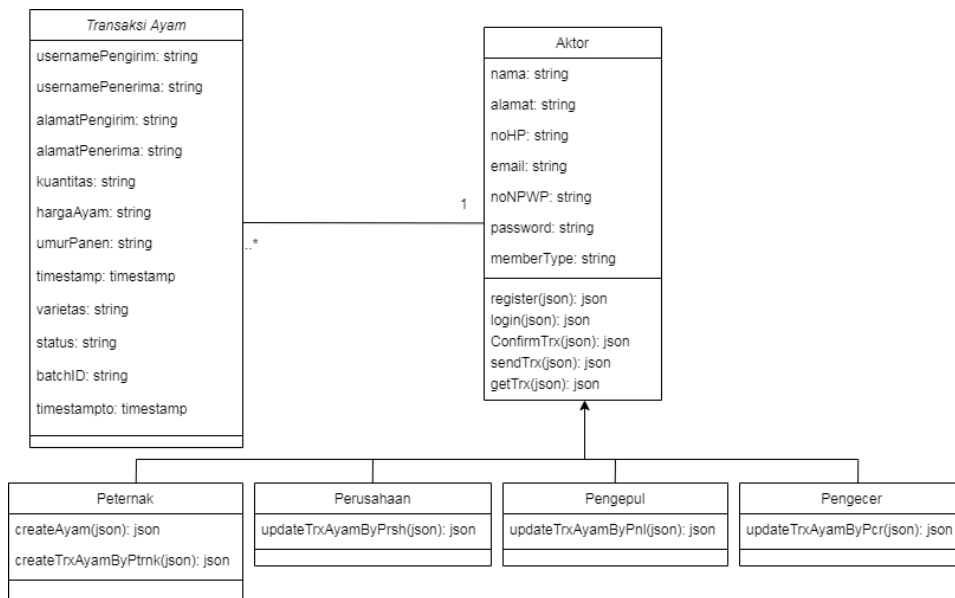 Transaksi Ayam
usernamePengirim: string
usernamePenerima: string
alamatPengirim: string
alamatPenerima: string
kuantitas: string
hargaAyam: string
umurPanen: string
timestamp: timestamp
varietas: string
status: string
batchID: string
timestampto: timestamp
..*
1
Aktor
nama: string
alamat: string
noHP: string
email: string
noNPWP: string
password: string
memberType: string
register(json): json
login(json): json
ConfirmTrx(json): json
sendTrx(json): json
getTrx(json): json
Peternak
createAyam(json): json
createTrxAyamByPtrnk(json): json
Perusahaan
updateTrxAyamByPrsh(json): json
Pengepul
updateTrxAyamByPnl(json): json
Pengecer
updateTrxAyamByPcr(json): json